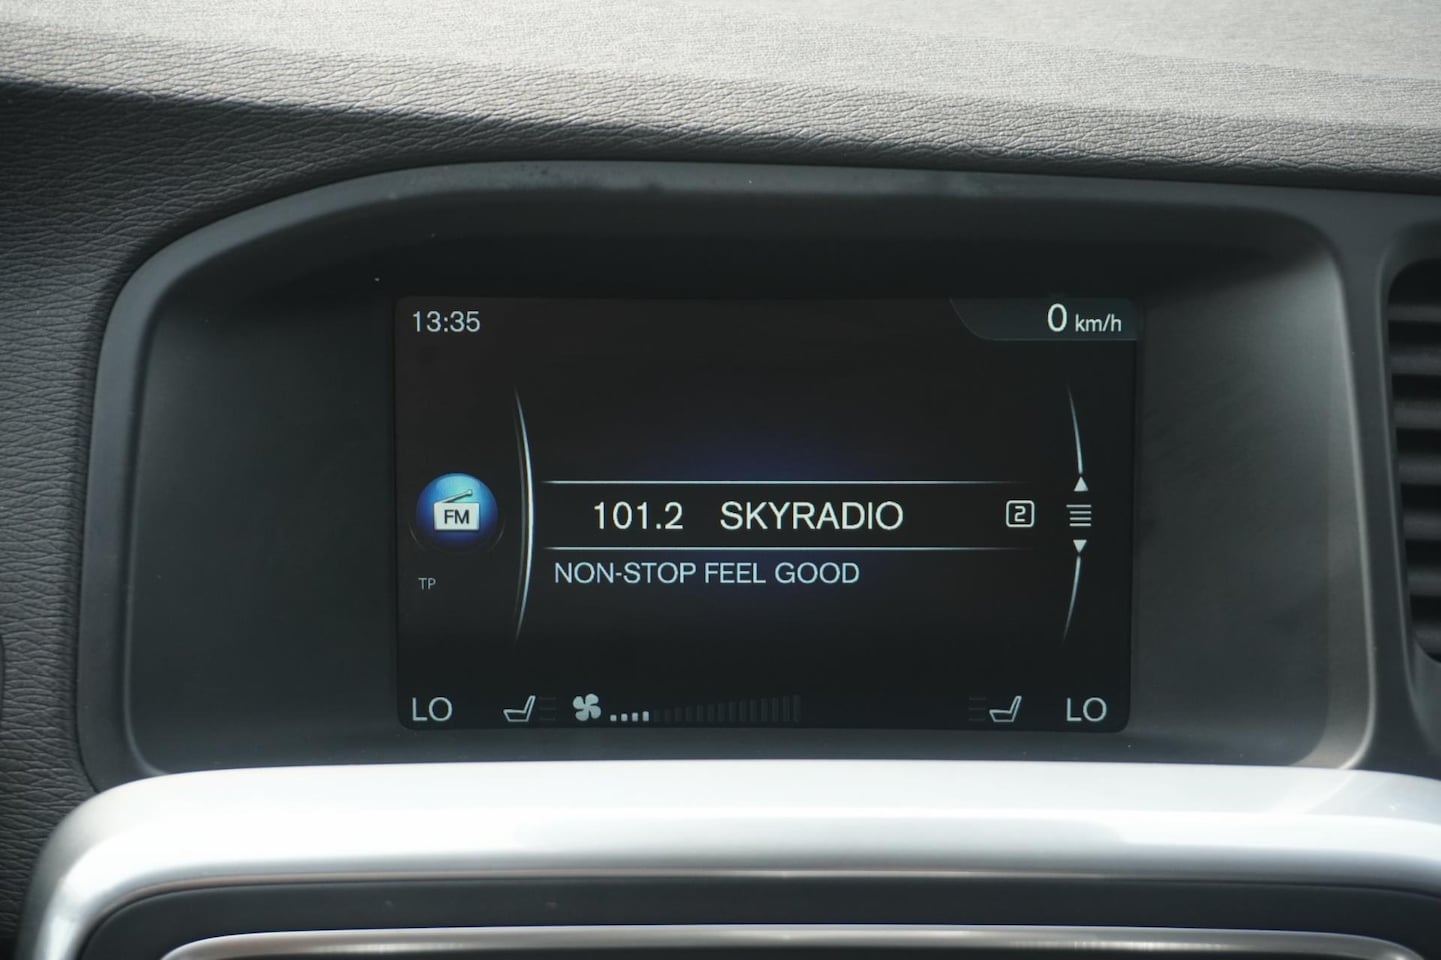 13:35
0 km/h
FM
101.2 SKYRADIO 2
NON-STOP FEEL GOOD
TP
LO LO